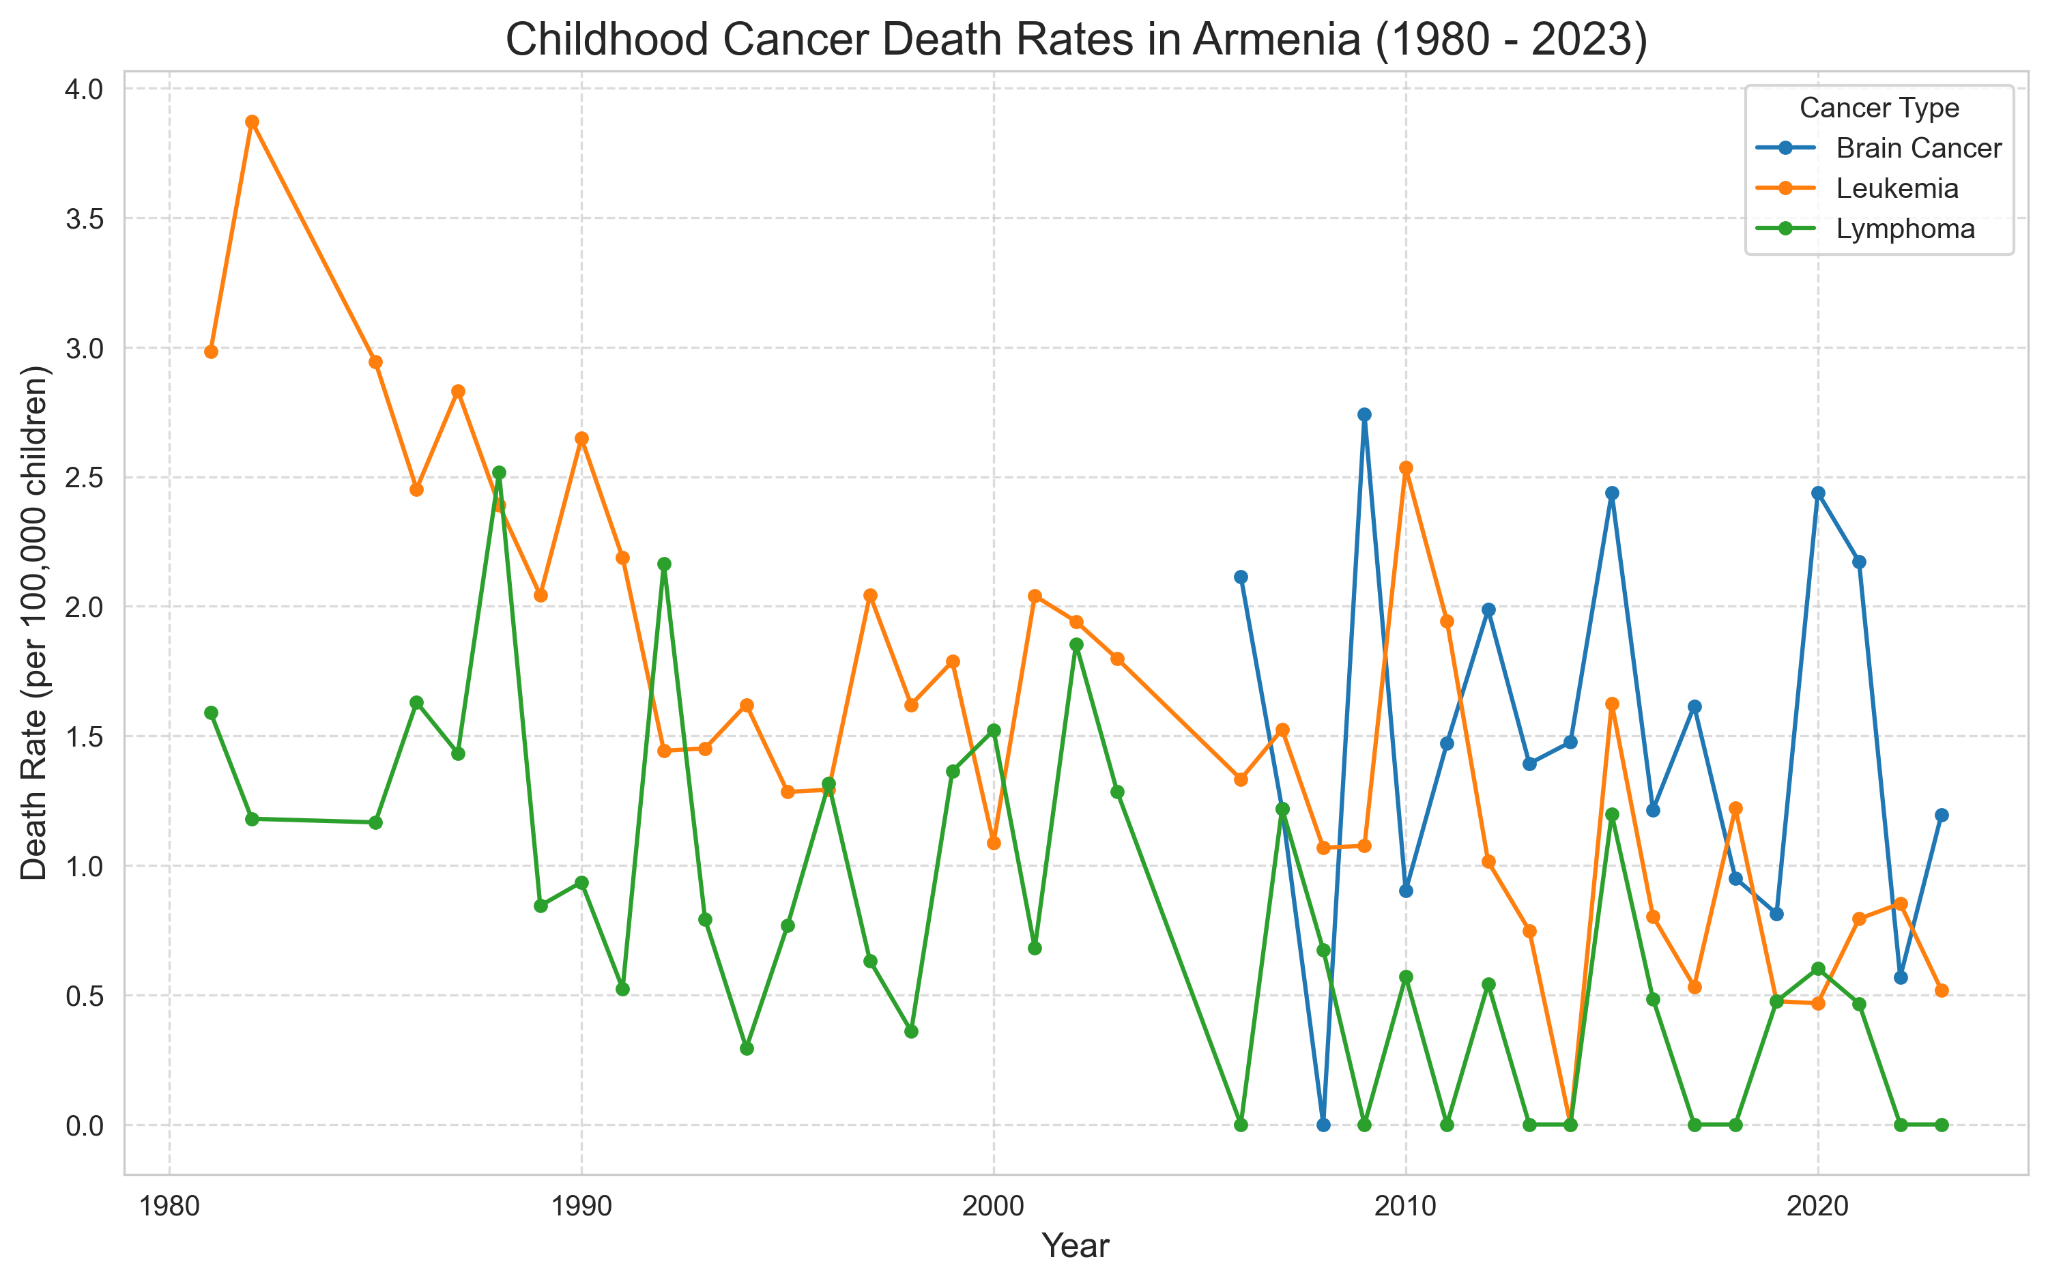 Childhood Cancer Death Rates in Armenia (1980 - 2023)
4.0
3.5
3.0
2.5
2.0
1.5
1.0
0.5
0.0
Death Rate (per 100,000 children)
Cancer Type
Brain Cancer
Leukemia
Lymphoma
1980
1990
2000
2010
2020
Year